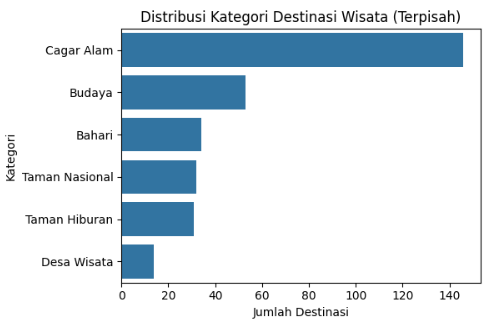 Distribusi Kategori Destinasi Wisata (Terpisah)
Cagar Alam
Budaya
Bahari
Taman Nasional
Taman Hiburan
Desa Wisata
Kategori
0 20 40 60 80 100 120 140
Jumlah Destinasi